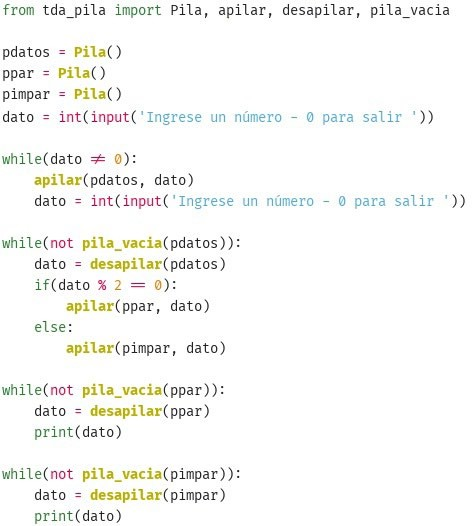 from tda_pila import Pila, apilar, desapilar, pila_vacia
pdatos = Pila()
ppar = Pila()
pimpar = Pila()
dato = int(input('Ingrese un número - 0 para salir '))
while(dato ≠ 0):
    apilar(pdatos, dato)
    dato = int(input('Ingrese un número - 0 para salir '))
while(not pila_vacia(pdatos)):
    dato = desapilar(pdatos)
    if(dato % 2 == 0):
        apilar(ppar, dato)
    else:
        apilar(pimpar, dato)
while(not pila_vacia(ppar)):
    dato = desapilar(ppar)
    print(dato)
while(not pila_vacia(pimpar)):
    dato = desapilar(pimpar)
    print(dato)